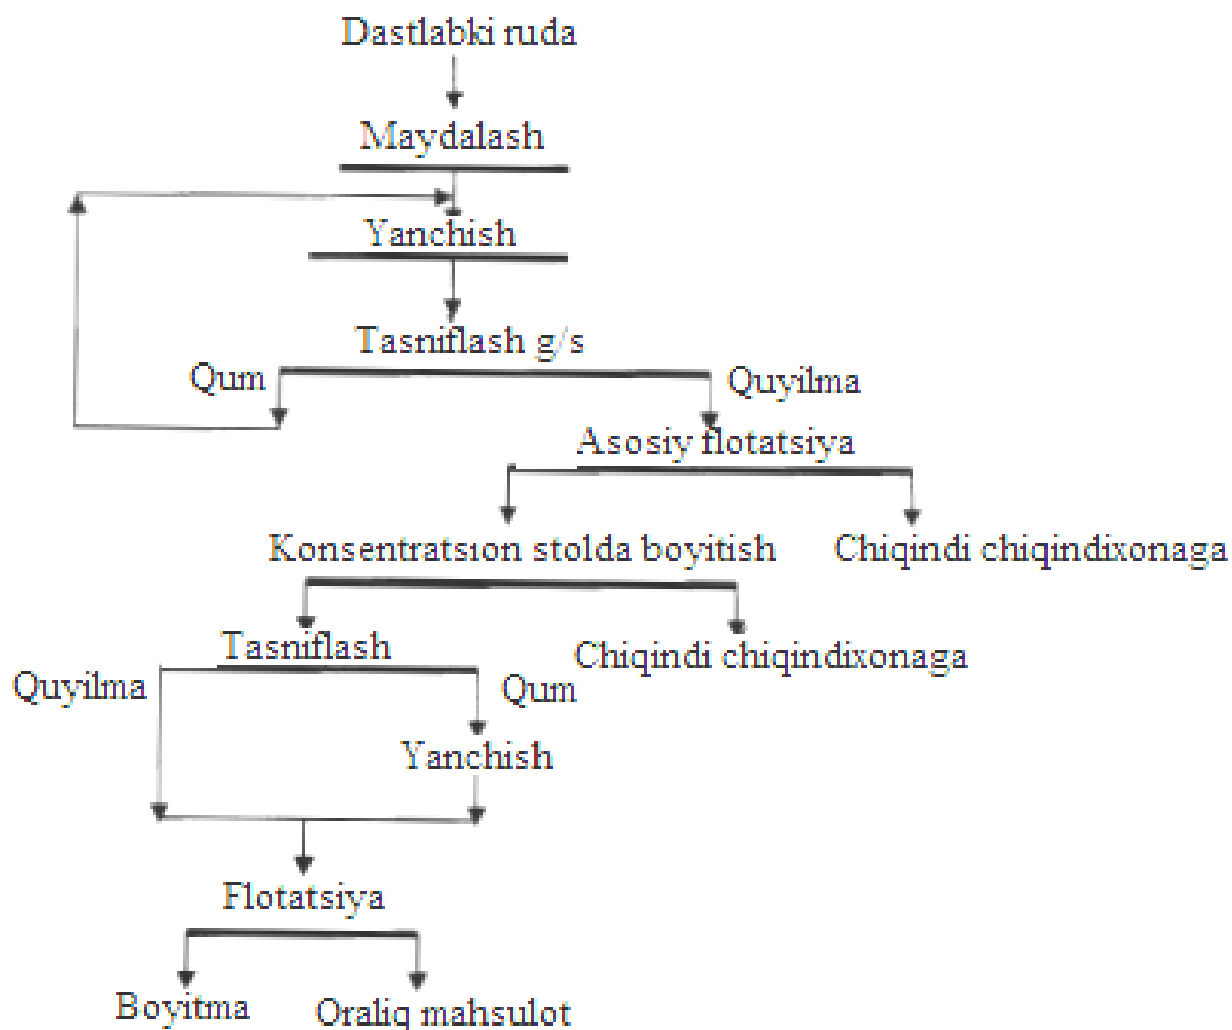 Dastlabki ruda
Maydalash
Yanchish
Tasniflash g/s
Qum
Quyilma
Asosiy flotatsiya
Konsentratsion stolda boyitish
Chiqindi chiqindixonaga
Tasniflash
Chiqindi chiqindixonaga
Quyilma
Qum
Yanchish
Flotatsiya
Boyitma
Oraliq mahsulot